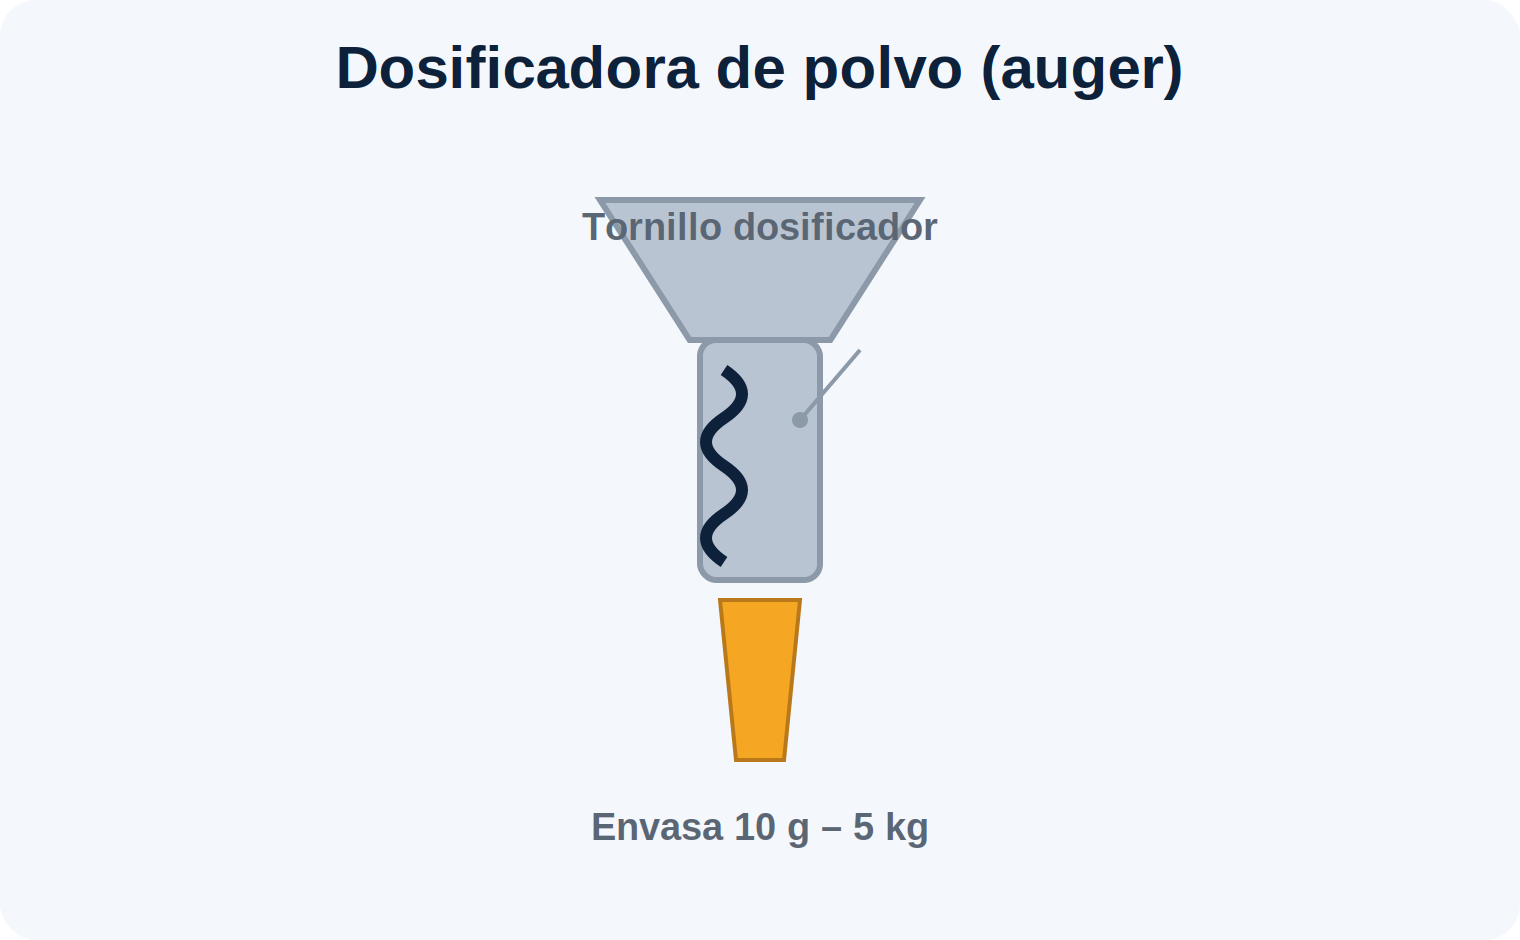 Dosificadora de polvo (auger)
Tornillo dosificador
Envasa 10 g – 5 kg